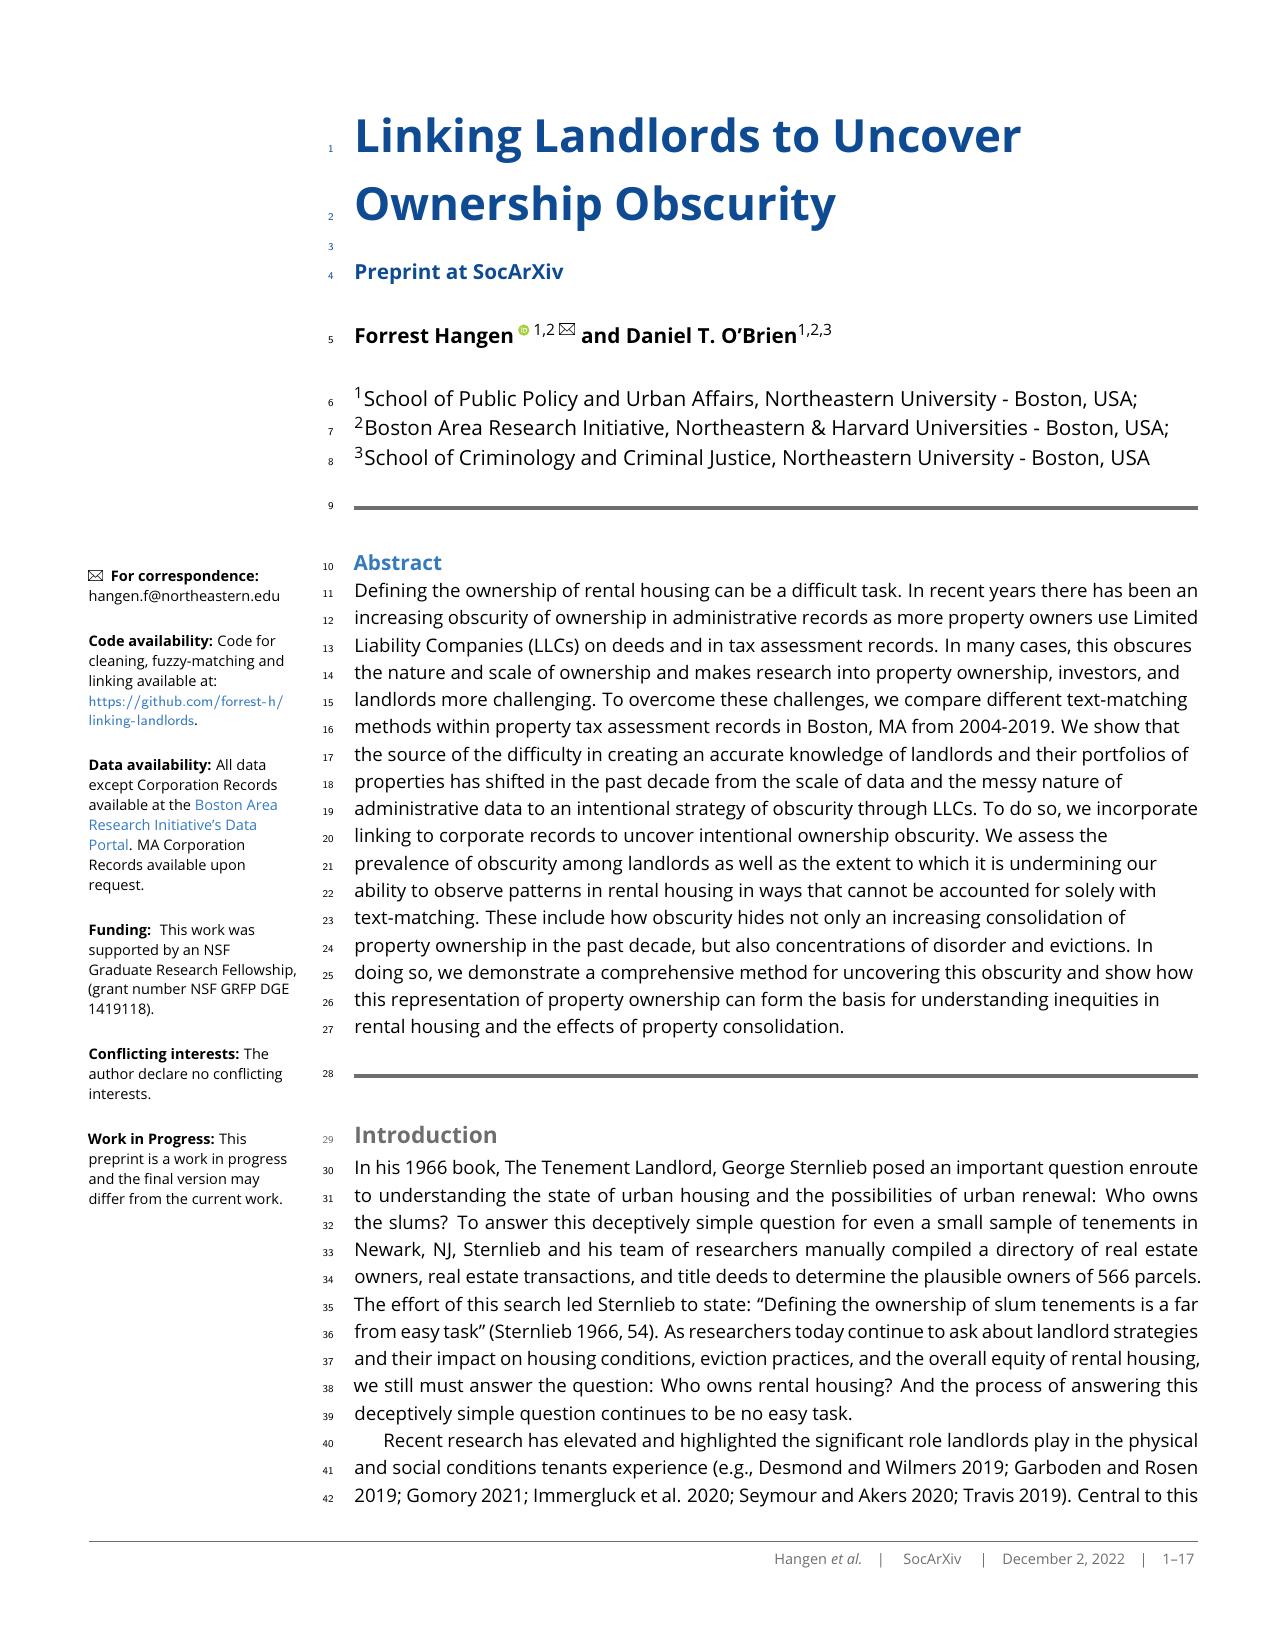 1 Linking Landlords to Uncover
2 Ownership Obscurity
3
4 Preprint at SocArXiv
5 Forrest Hangen 1,2 ✉ and Daniel T. O’Brien1,2,3
6 1School of Public Policy and Urban Affairs, Northeastern University - Boston, USA;
7 2Boston Area Research Initiative, Northeastern & Harvard Universities - Boston, USA;
8 3School of Criminology and Criminal Justice, Northeastern University - Boston, USA
9
✉ For correspondence:
hangen.f@northeastern.edu
Code availability: Code for
cleaning, fuzzy-matching and
linking available at:
https://github.com/forrest-h/
linking-landlords.
Data availability: All data
except Corporation Records
available at the Boston Area
Research Initiative’s Data
Portal. MA Corporation
Records available upon
request.
Funding: This work was
supported by an NSF
Graduate Research Fellowship,
(grant number NSF GRFP DGE
1419118).
Conflicting interests: The
author declare no conflicting
interests.
Work in Progress: This
preprint is a work in progress
and the final version may
differ from the current work.
10 Abstract
11 Defining the ownership of rental housing can be a difficult task. In recent years there has been an
12 increasing obscurity of ownership in administrative records as more property owners use Limited
13 Liability Companies (LLCs) on deeds and in tax assessment records. In many cases, this obscures
14 the nature and scale of ownership and makes research into property ownership, investors, and
15 landlords more challenging. To overcome these challenges, we compare different text-matching
16 methods within property tax assessment records in Boston, MA from 2004-2019. We show that
17 the source of the difficulty in creating an accurate knowledge of landlords and their portfolios of
18 properties has shifted in the past decade from the scale of data and the messy nature of
19 administrative data to an intentional strategy of obscurity through LLCs. To do so, we incorporate
20 linking to corporate records to uncover intentional ownership obscurity. We assess the
21 prevalence of obscurity among landlords as well as the extent to which it is undermining our
22 ability to observe patterns in rental housing in ways that cannot be accounted for solely with
23 text-matching. These include how obscurity hides not only an increasing consolidation of
24 property ownership in the past decade, but also concentrations of disorder and evictions. In
25 doing so, we demonstrate a comprehensive method for uncovering this obscurity and show how
26 this representation of property ownership can form the basis for understanding inequities in
27 rental housing and the effects of property consolidation.
28
29 Introduction
30 In his 1966 book, The Tenement Landlord, George Sternlieb posed an important question enroute
31 to understanding the state of urban housing and the possibilities of urban renewal: Who owns
32 the slums? To answer this deceptively simple question for even a small sample of tenements in
33 Newark, NJ, Sternlieb and his team of researchers manually compiled a directory of real estate
34 owners, real estate transactions, and title deeds to determine the plausible owners of 566 parcels.
35 The effort of this search led Sternlieb to state: “Defining the ownership of slum tenements is a far
36 from easy task” (Sternlieb 1966, 54). As researchers today continue to ask about landlord strategies
37 and their impact on housing conditions, eviction practices, and the overall equity of rental housing,
38 we still must answer the question: Who owns rental housing? And the process of answering this
39 deceptively simple question continues to be no easy task.
40 Recent research has elevated and highlighted the significant role landlords play in the physical
41 and social conditions tenants experience (e.g., Desmond and Wilmers 2019; Garboden and Rosen
42 2019; Gomory 2021; Immergluck et al. 2020; Seymour and Akers 2020; Travis 2019). Central to this
Hangen et al. | SocArXiv | December 2, 2022 | 1–17